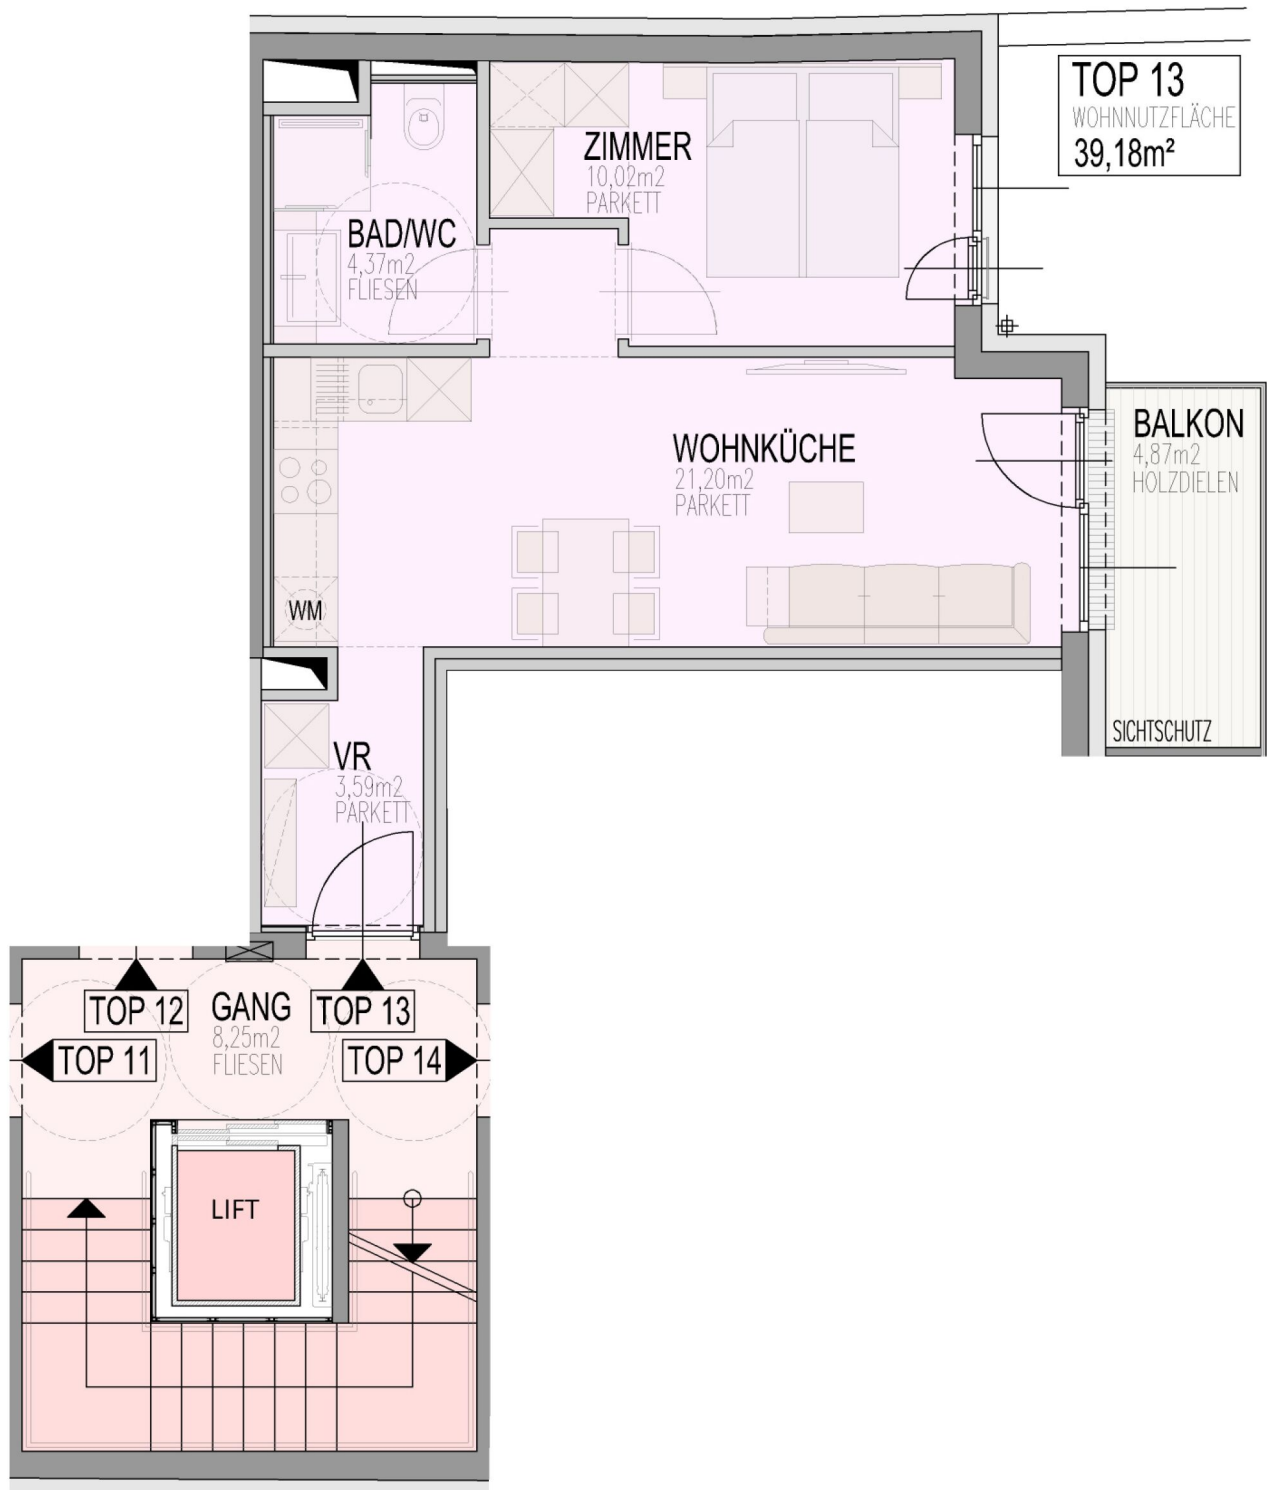 TOP 13
WOHNNUTZFLÄCHE
39,18m²
ZIMMER
10,02m2
PARKETT
BAD/WC
4,37m2
FLIESEN
WOHNKÜCHE
21,20m2
PARKETT
BALKON
4,87m2
HOLZDIELEN
WM
SICHTSCHUTZ
VR
3,59m2
PARKETT
TOP 12
GANG
8,25m2
FLIESEN
TOP 13
TOP 11
TOP 14
LIFT